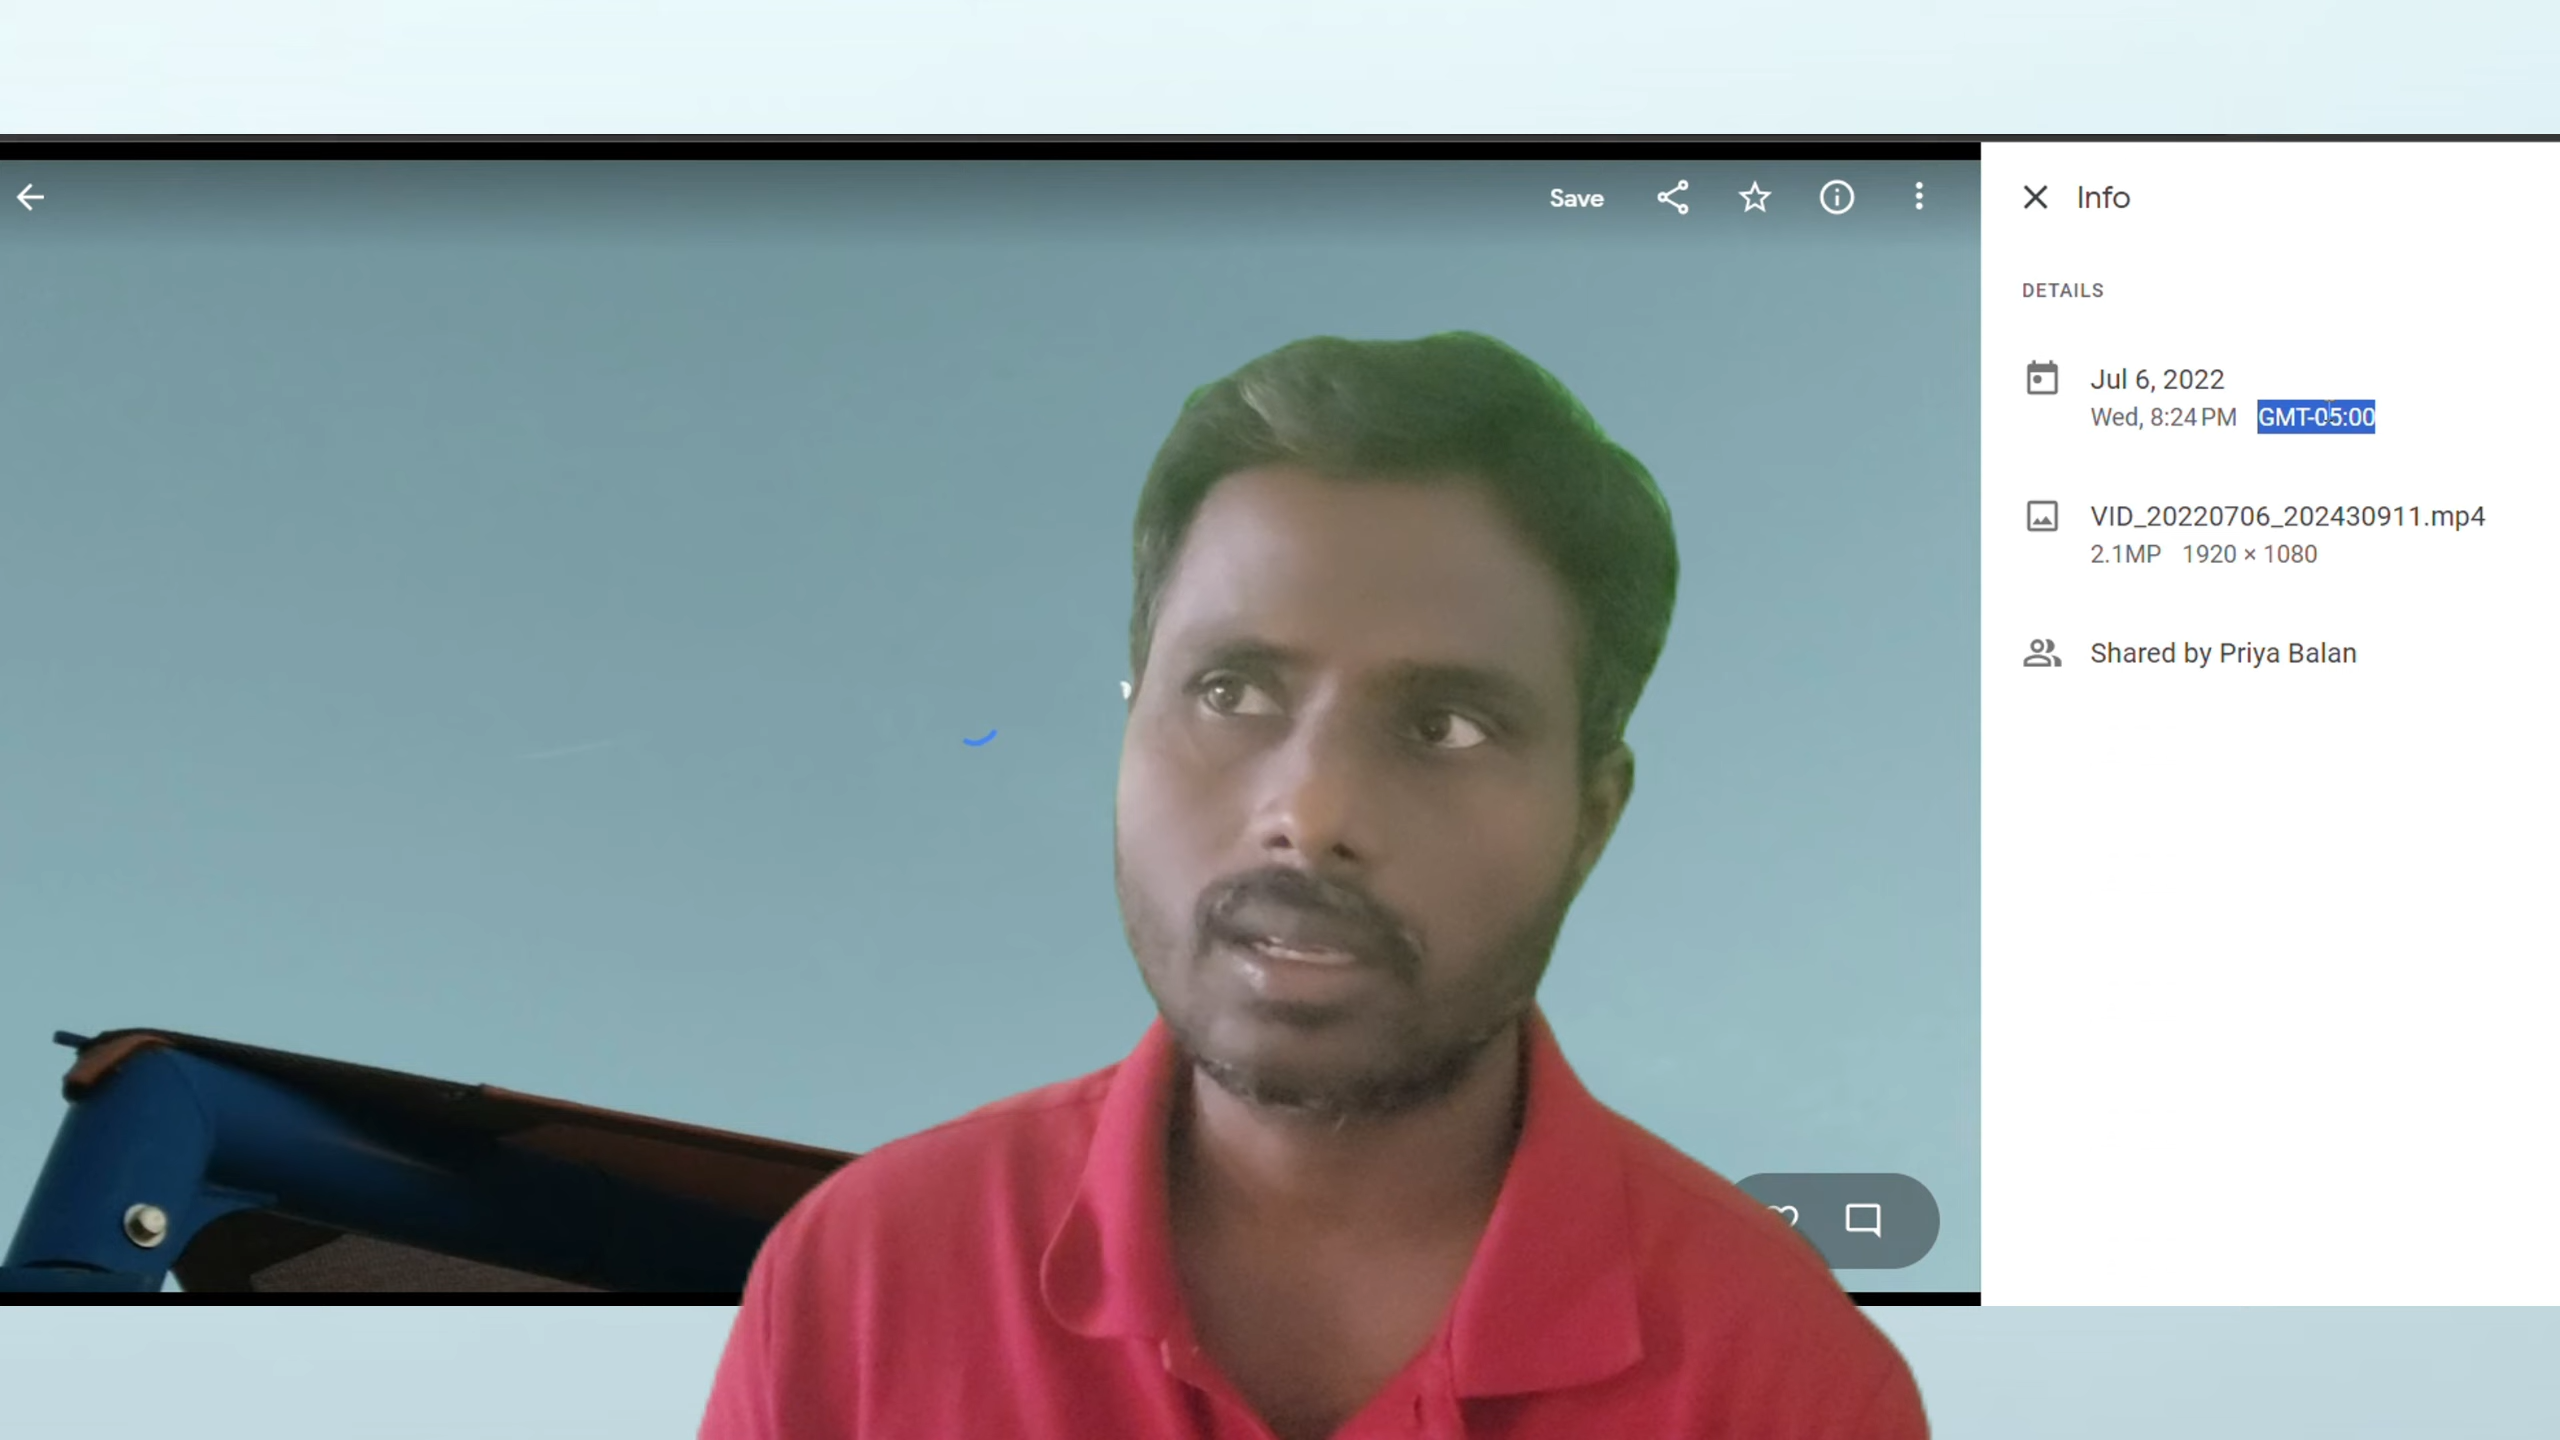 Save
Info
DETAILS
Jul 6, 2022
Wed, 8:24 PM GMT-05:00
VID_20220706_202430911.mp4
2.1MP 1920 × 1080
Shared by Priya Balan